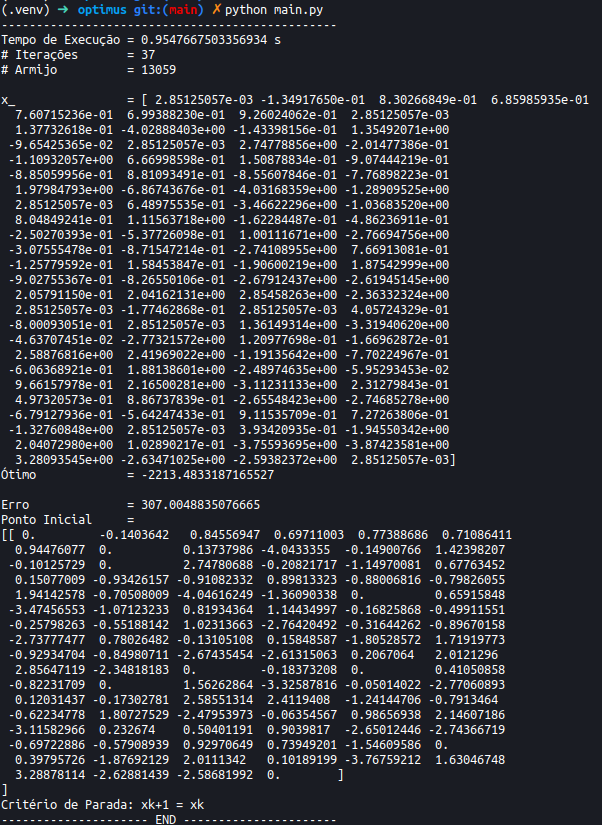 (.venv) ➜ optimus git:(main) ✗ python main.py
----------------------------------------------
Tempo de Execução = 0.9547667503356934 s
# Iterações = 37
# Armijo = 13059
x_ = [ 2.85125057e-03 -1.34917650e-01 8.30266849e-01 6.85985935e-01
7.60715236e-01 6.99388230e-01 9.26024062e-01 2.85125057e-03
1.37732618e-01 -4.02888403e+00 -1.43398156e-01 1.35492071e+00
-9.65425365e-02 2.85125057e-03 2.74778856e+00 -2.01477386e-01
-1.10932057e+00 6.66998598e-01 1.50878834e-01 -9.07444219e-01
-8.85059956e-01 8.81093491e-01 -8.55607846e-01 -7.76898223e-01
1.97984793e+00 -6.86743676e-01 -4.03168359e+00 -1.28909525e+00
2.85125057e-03 6.48975535e-01 -3.46622296e+00 -1.03683520e+00
8.04849241e-01 1.11563718e+00 -1.62284487e-01 -4.86236911e-01
-2.50270393e-01 -5.37726098e-01 1.00111671e+00 -2.76694756e+00
-3.07555478e-01 -8.71547214e-01 -2.74108955e+00 7.66913081e-01
-1.25779592e-01 1.58453847e-01 -1.90600219e+00 1.87542999e+00
-9.02755367e-01 -8.26550106e-01 -2.67912437e+00 -2.61945145e+00
2.05791150e-01 2.04162131e+00 2.85458263e+00 -2.36332324e+00
2.85125057e-03 -1.77462868e-01 2.85125057e-03 4.05724329e-01
-8.00093051e-01 2.85125057e-03 1.36149314e+00 -3.31940620e+00
-4.63707451e-02 -2.77321572e+00 1.20977698e-01 -1.66962872e-01
2.58876816e+00 2.41969022e+00 -1.19135642e+00 -7.70224967e-01
-6.06368921e-01 1.88138601e+00 -2.48974635e+00 -5.95293453e-02
9.66157978e-01 2.16500281e+00 -3.11231133e+00 2.31279843e-01
4.97320573e-01 8.86737839e-01 -2.65548423e+00 -2.74685278e+00
-6.79127936e-01 -5.64247433e-01 9.11535709e-01 7.27263806e-01
-1.32760848e+00 2.85125057e-03 3.93420935e-01 -1.94550342e+00
2.04072980e+00 1.02890217e-01 -3.75593695e+00 -3.87423581e+00
3.28093545e+00 -2.63471025e+00 -2.59382372e+00 2.85125057e-03]
Ótimo = -2213.4833187165527
Erro = 307.0048835076665
Ponto Inicial =
[[ 0. -0.1403642 0.84556947 0.69711003 0.77388686 0.71086411
0.94476077 0. 0.13737986 -4.0433355 -0.14900766 1.42398207
-0.10125729 0. 2.74780688 -0.20821717 -1.14970081 0.67763452
0.15077009 -0.93426157 -0.91082332 0.89813323 -0.88006816 -0.79826055
1.94142578 -0.70508009 -4.04616249 -1.36090338 0. 0.65915848
-3.47456553 -1.07123233 0.81934364 1.14434997 -0.16825868 -0.49911551
-0.25798263 -0.55188142 1.02313663 -2.76420492 -0.31644262 -0.89670158
-2.73777477 0.78026482 -0.13105108 0.15848587 -1.80528572 1.71919773
-0.92934704 -0.84980711 -2.67435454 -2.61315063 0.2067064 2.0121296
2.85647119 -2.34818183 0. -0.18373208 0. 0.41050858
-0.82231709 0. 1.56262864 -3.32587816 -0.05014022 -2.77060893
0.12031437 -0.17302781 2.58551314 2.4119408 -1.24144706 -0.7913464
-0.62234778 1.80727529 -2.47953973 -0.06354567 0.98656938 2.14607186
-3.11582966 0.232674 0.50401191 0.9039817 -2.65012446 -2.74366719
-0.69722886 -0.57908939 0.92970649 0.73949201 -1.54609586 0.
0.39795726 -1.87692129 2.0111342 0.10189199 -3.76759212 1.63046748
3.28878114 -2.62881439 -2.58681992 0. ]
]
Critério de Parada: xk+1 = xk
-------------------- END ---------------------